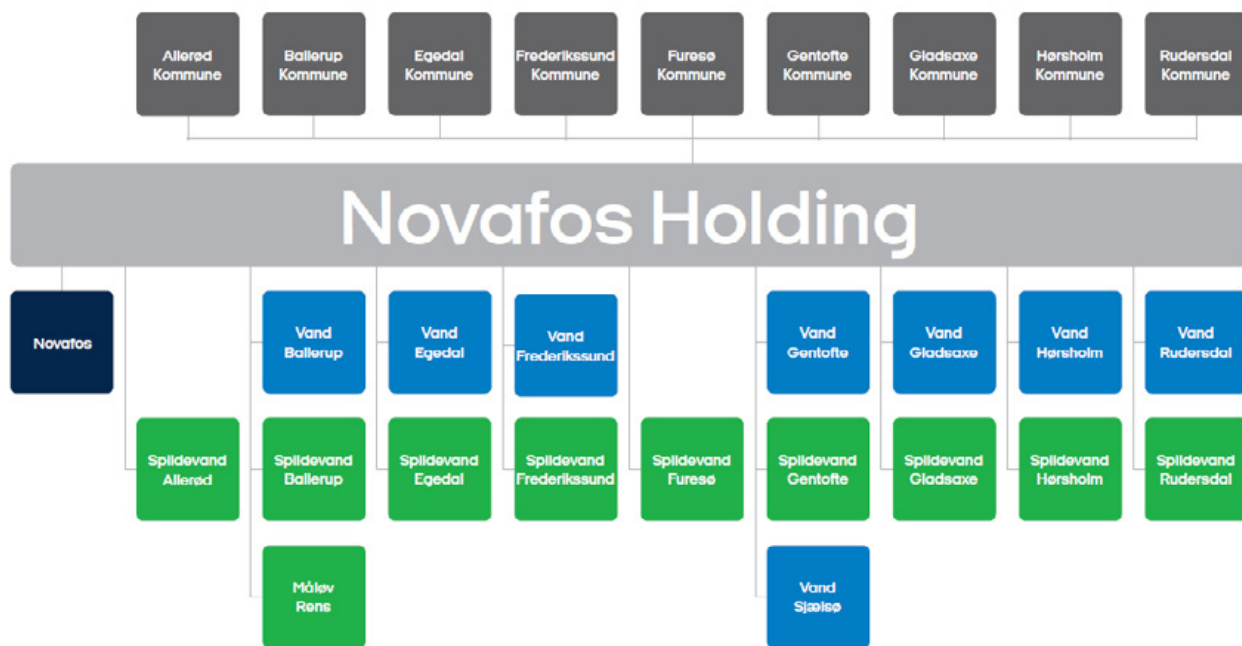 Allerød
Kommune
Ballerup
Kommune
Egedal
Kommune
Frederikssund
Kommune
Furesø
Kommune
Gentofte
Kommune
Gladsaxe
Kommune
Hørsholm
Kommune
Rudersdal
Kommune
Novafos Holding
Novafos
Vand
Ballerup
Vand
Egedal
Vand
Frederikssund
Vand
Gentofte
Vand
Gladsaxe
Vand
Hørsholm
Vand
Rudersdal
Spildevand
Allerød
Spildevand
Ballerup
Spildevand
Egedal
Spildevand
Frederikssund
Spildevand
Furesø
Spildevand
Gentofte
Spildevand
Gladsaxe
Spildevand
Hørsholm
Spildevand
Rudersdal
Måløv
Rens
Vand
Sjælsø